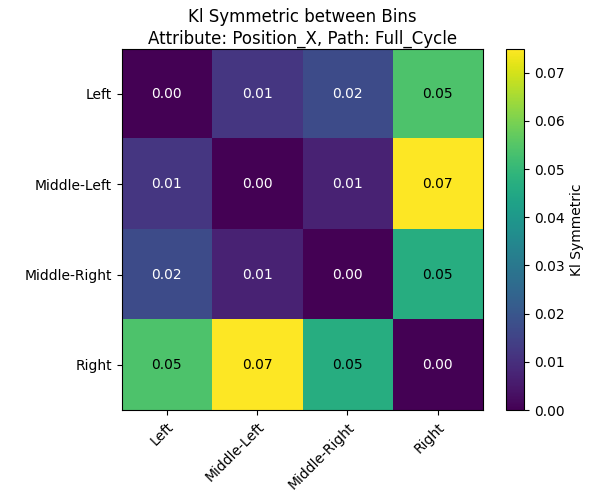 Kl Symmetric between Bins
Attribute: Position_X, Path: Full_Cycle
Left 0.00 0.01 0.02 0.05
Middle-Left 0.01 0.00 0.01 0.07
Middle-Right 0.02 0.01 0.00 0.05
Right 0.05 0.07 0.05 0.00
Left Middle-Left Middle-Right Right
0.07
0.06
0.05
0.04
0.03
0.02
0.01
0.00
Kl Symmetric